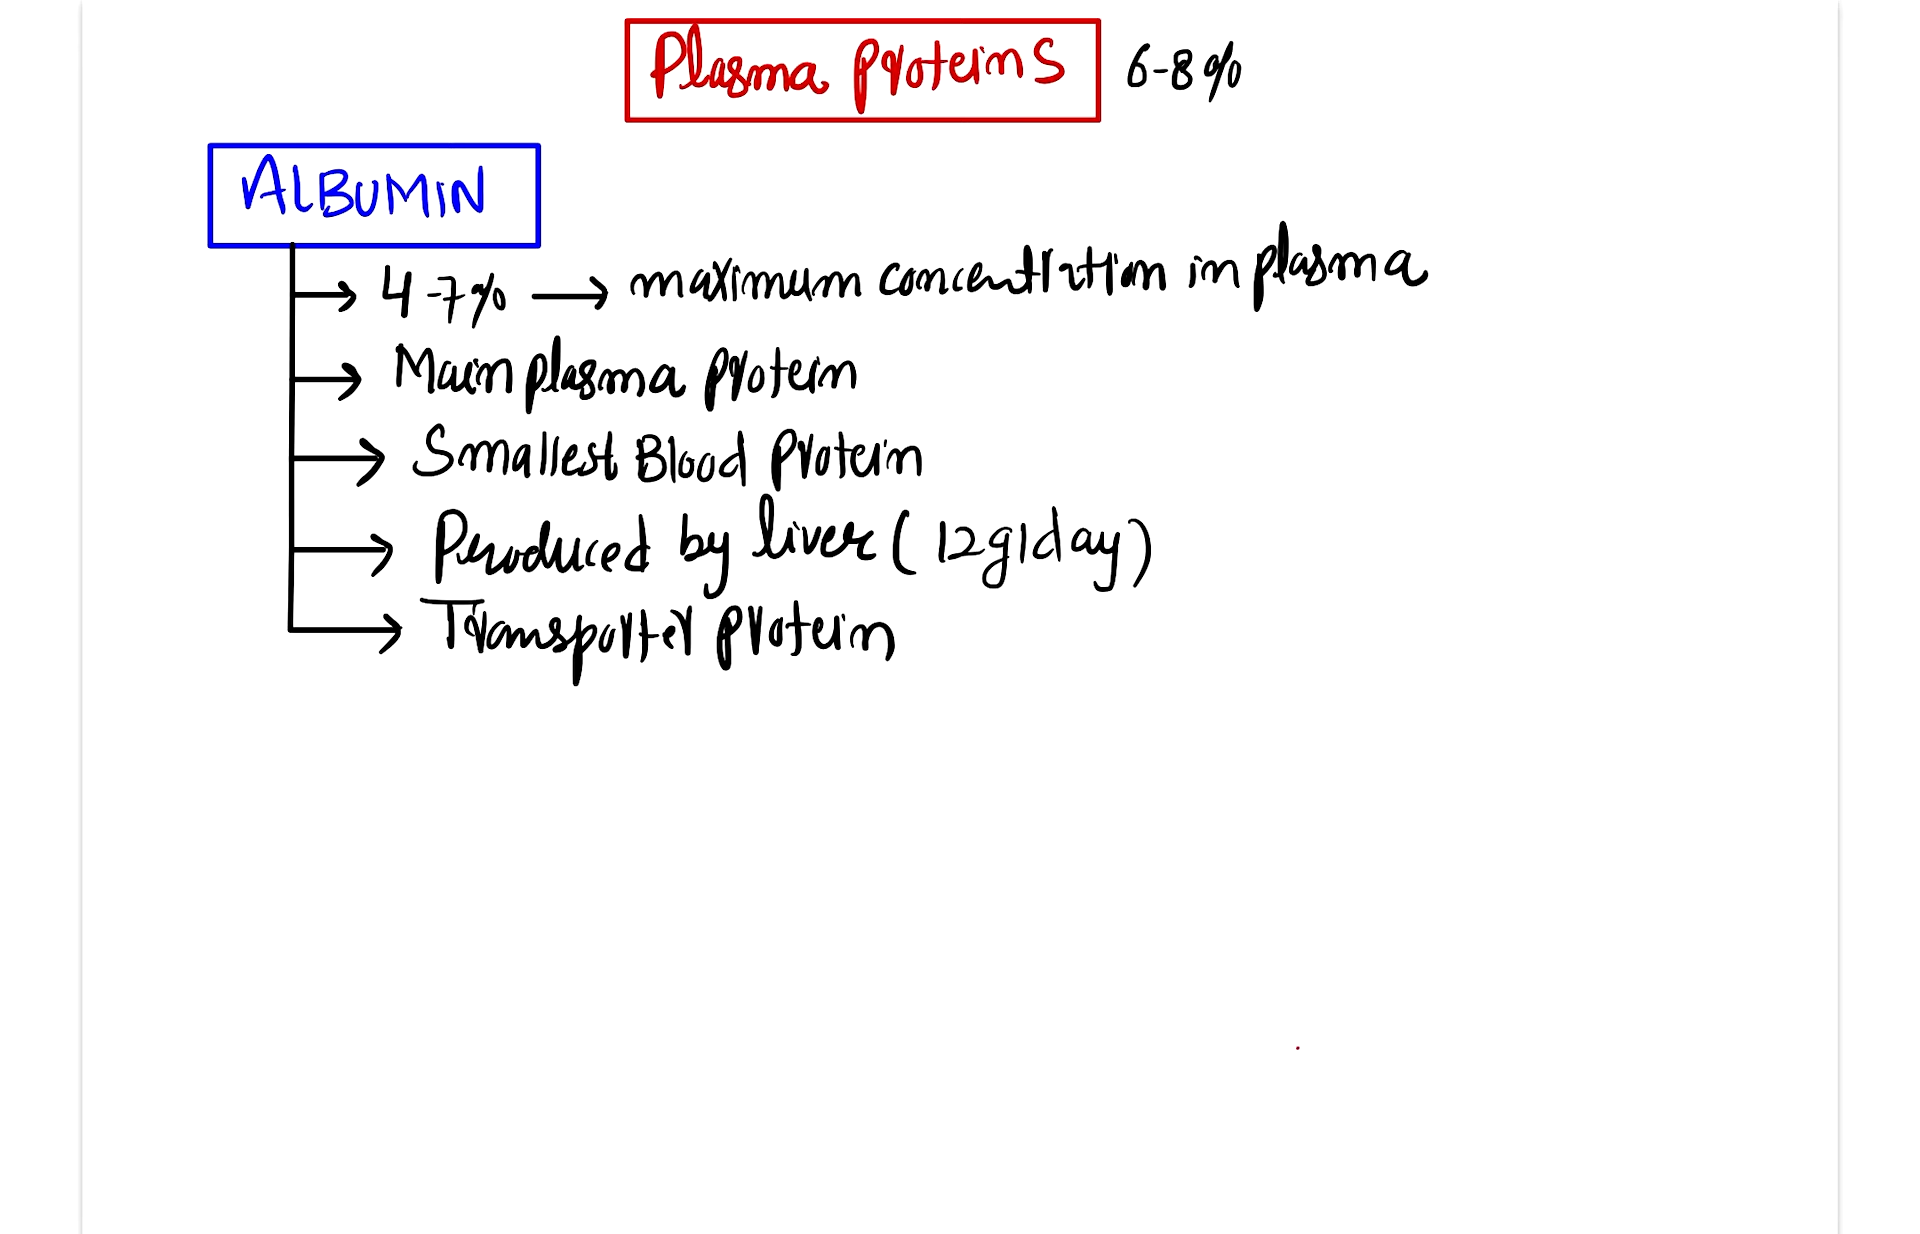 Plasma proteins 6-8%
ALBUMIN
→ 4-7% → maximum concentration in plasma
→ Main plasma protein
→ Smallest Blood Protein
→ Produced by liver (12g/day)
→ Transporter protein